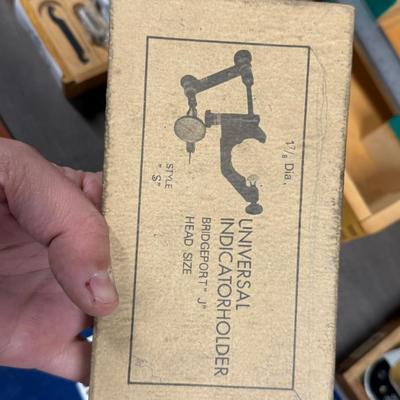 1⅞ Dia.
STYLE
"S"
UNIVERSAL
INDICATORHOLDER
BRIDGEPORT "J"
HEAD SIZE